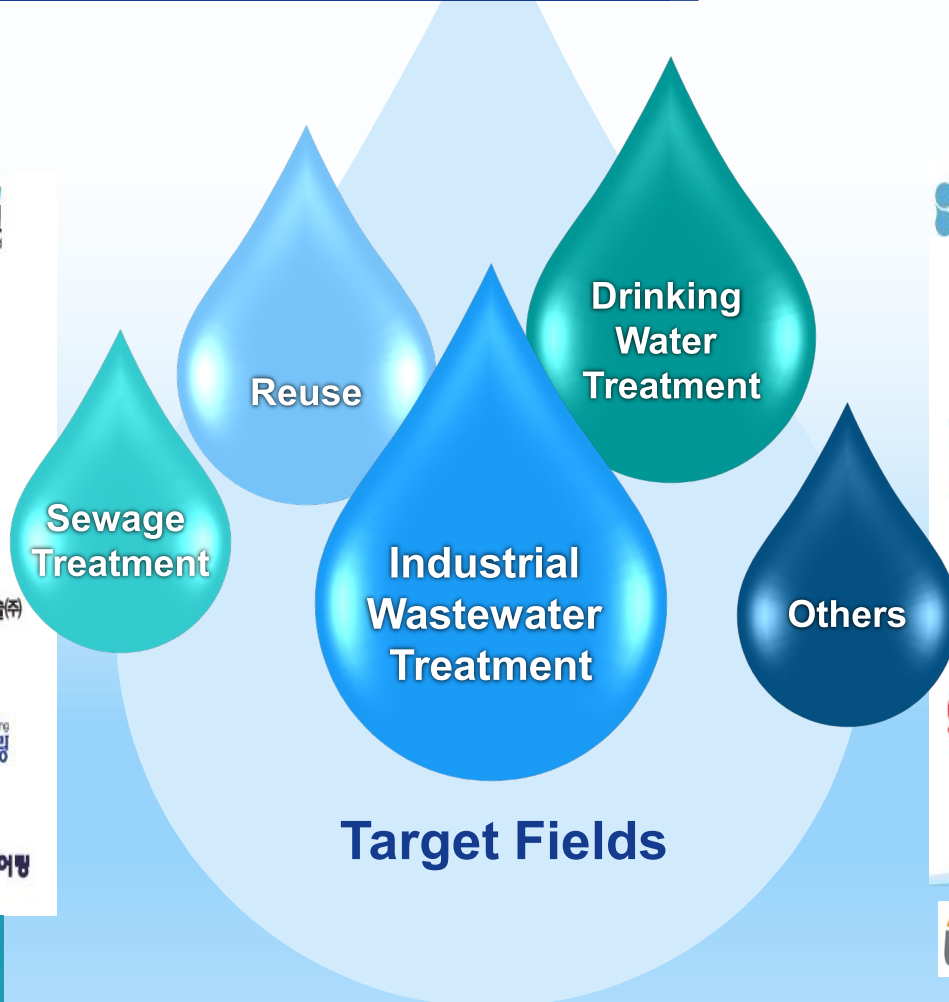 Drinking
Water
Treatment
Reuse
Sewage
Treatment
Industrial
Wastewater
Treatment
Others
Target Fields